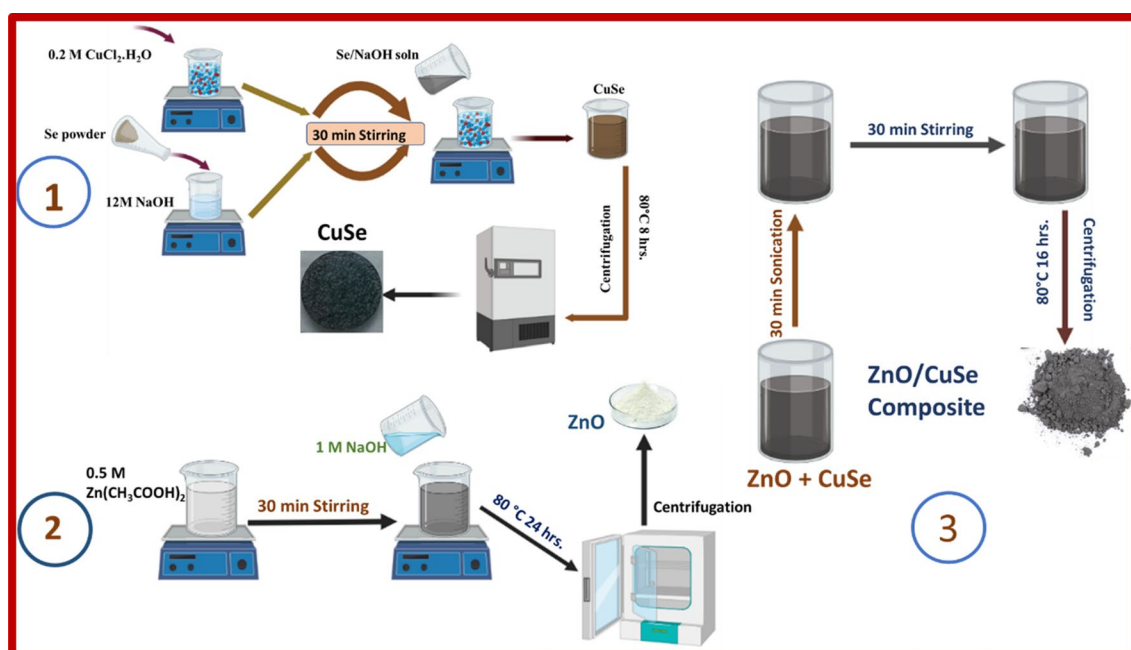 0.2 M CuCl₂.H₂O
Se/NaOH soln
CuSe
Se powder
30 min Stirring
1
12M NaOH
80°C 8 hrs.
Centrifugation
CuSe
30 min Stirring
30 min Sonication
80°C 16 hrs.
Centrifugation
ZnO/CuSe
Composite
ZnO + CuSe
3
ZnO
1 M NaOH
0.5 M
Zn(CH₃COOH)₂
30 min Stirring
80 °C 24 hrs.
Centrifugation
2